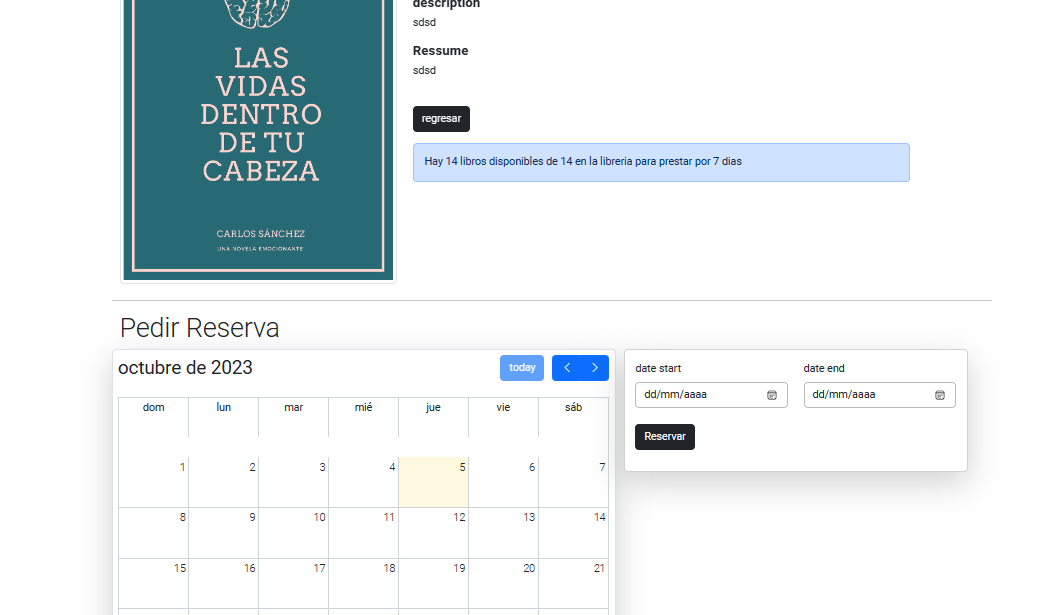 LAS
VIDAS
DENTRO
DE TU
CABEZA
CARLOS SÁNCHEZ
UNA NOVELA EMOCIONANTE
description
sdsd
Ressume
sdsd
regresar
Hay 14 libros disponibles de 14 en la libreria para prestar por 7 dias
Pedir Reserva
octubre de 2023
today
dom lun mar mié jue vie sáb
1 2 3 4 5 6 7
8 9 10 11 12 13 14
15 16 17 18 19 20 21
date start date end
dd/mm/aaaa dd/mm/aaaa
Reservar